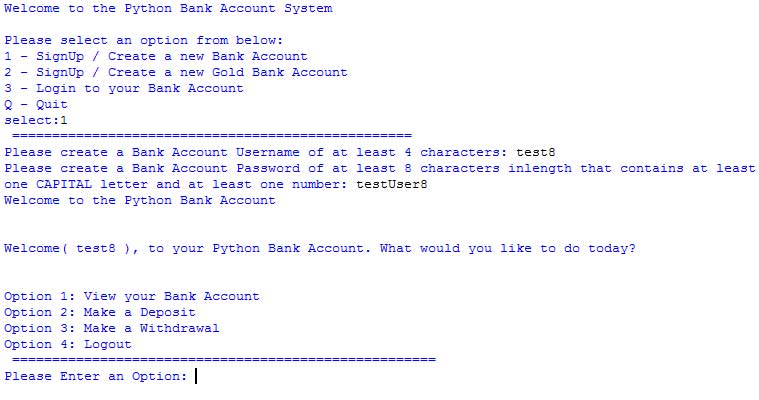 Welcome to the Python Bank Account System
Please select an option from below:
1 - SignUp / Create a new Bank Account
2 - SignUp / Create a new Gold Bank Account
3 - Login to your Bank Account
Q - Quit
select:1
==================================================
Please create a Bank Account Username of at least 4 characters: test8
Please create a Bank Account Password of at least 8 characters inlength that contains at least
one CAPITAL letter and at least one number: testUser8
Welcome to the Python Bank Account
Welcome( test8 ), to your Python Bank Account. What would you like to do today?
Option 1: View your Bank Account
Option 2: Make a Deposit
Option 3: Make a Withdrawal
Option 4: Logout
=====================================================
Please Enter an Option: